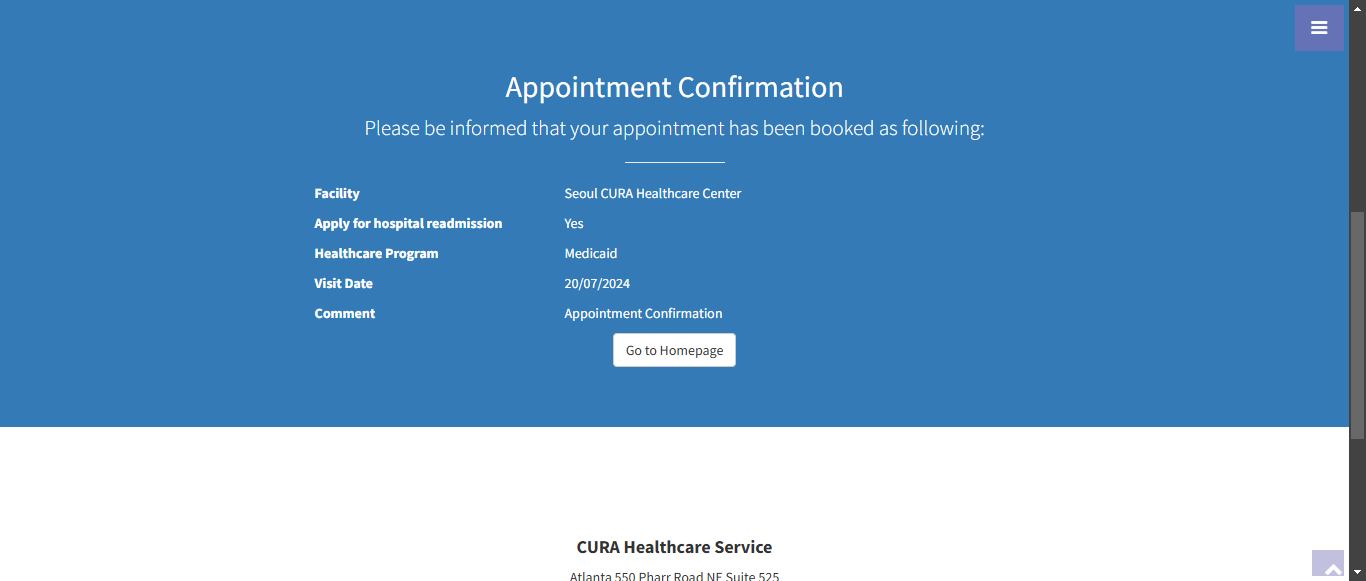 Appointment Confirmation
Please be informed that your appointment has been booked as following:
Facility Seoul CURA Healthcare Center
Apply for hospital readmission Yes
Healthcare Program Medicaid
Visit Date 20/07/2024
Comment Appointment Confirmation
Go to Homepage
CURA Healthcare Service
Atlanta 550 Pharr Road NE Suite 525